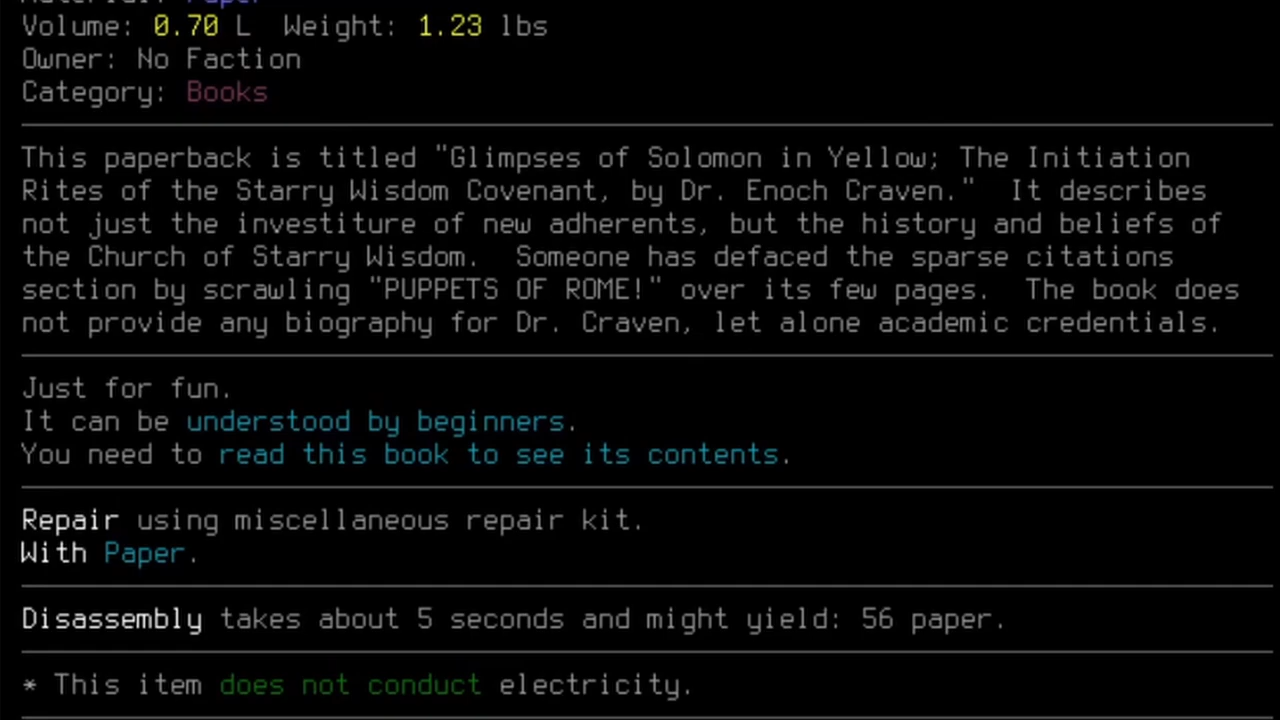 Material: Paper
Volume: 0.70 L  Weight: 1.23 lbs
Owner: No Faction
Category: Books
This paperback is titled "Glimpses of Solomon in Yellow; The Initiation
Rites of the Starry Wisdom Covenant, by Dr. Enoch Craven."  It describes
not just the investiture of new adherents, but the history and beliefs of
the Church of Starry Wisdom.  Someone has defaced the sparse citations
section by scrawling "PUPPETS OF ROME!" over its few pages.  The book does
not provide any biography for Dr. Craven, let alone academic credentials.
Just for fun.
It can be understood by beginners.
You need to read this book to see its contents.
Repair using miscellaneous repair kit.
With Paper.
Disassembly takes about 5 seconds and might yield: 56 paper.
* This item does not conduct electricity.